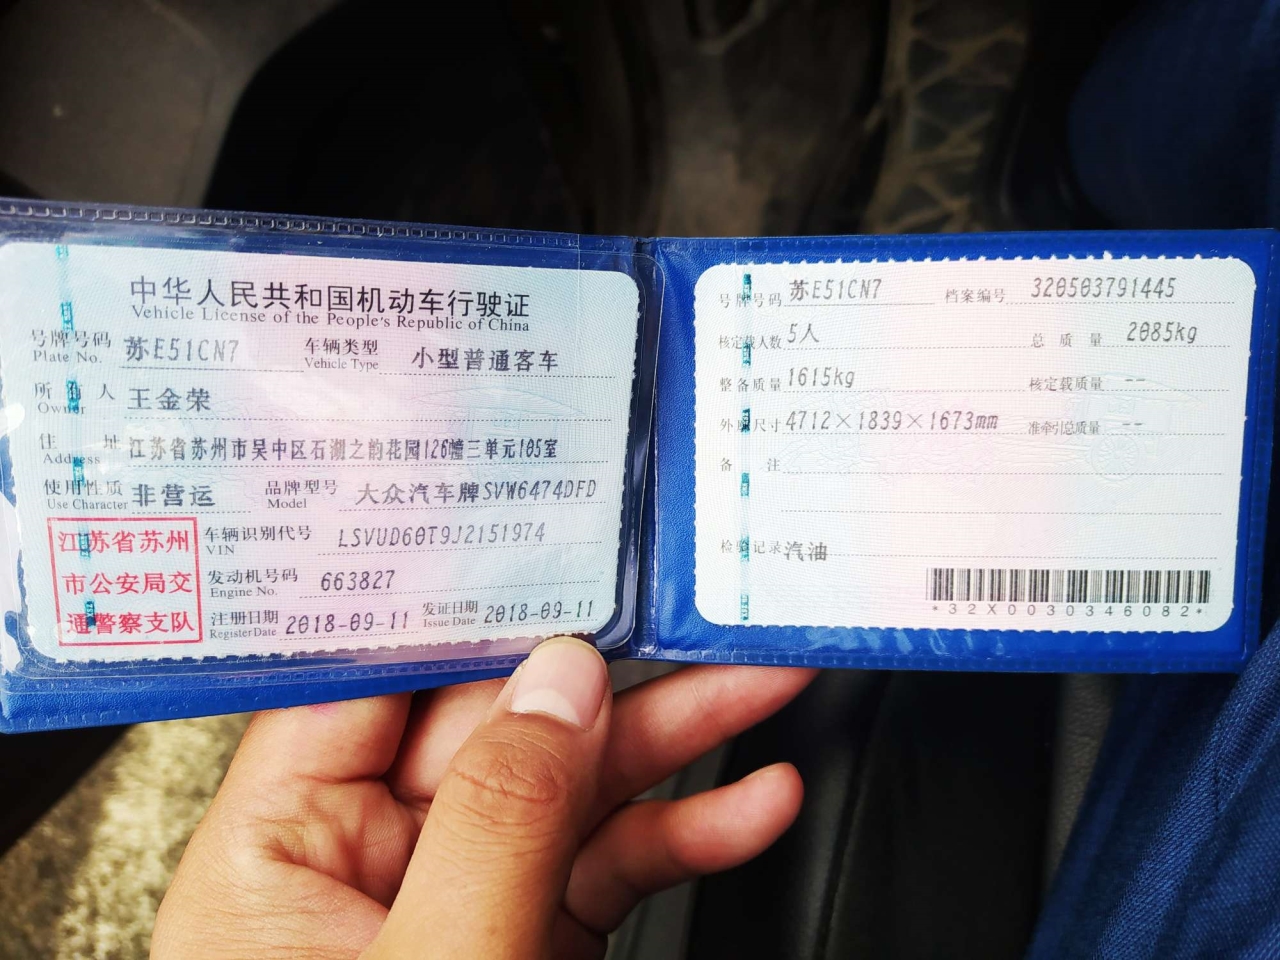 中华人民共和国机动车行驶证
Vehicle License of the People's Republic of China
号牌号码 苏E51CN7 车辆类型 小型普通客车
Plate No. Vehicle Type
所有人 王金荣
Owner
住址 江苏省苏州市吴中区石湖之韵花园126幢三单元105室
Address
使用性质 非营运 品牌型号 大众汽车牌SVW6474DFD
Use Character Model
江苏省苏州
市公安局交
通警察支队
车辆识别代号 LSVUD60T9J2151974
VIN
发动机号码 663827
Engine No.
注册日期 2018-09-11 发证日期 2018-09-11
Register Date Issue Date
号牌号码 苏E51CN7 档案编号 320503791445
核定载人数 5人 总质量 2085kg
整备质量 1615kg 核定载质量 --
外廓尺寸 4712×1839×1673mm 准牵引总质量 --
备注
检验记录 汽油
*32X0030346082*